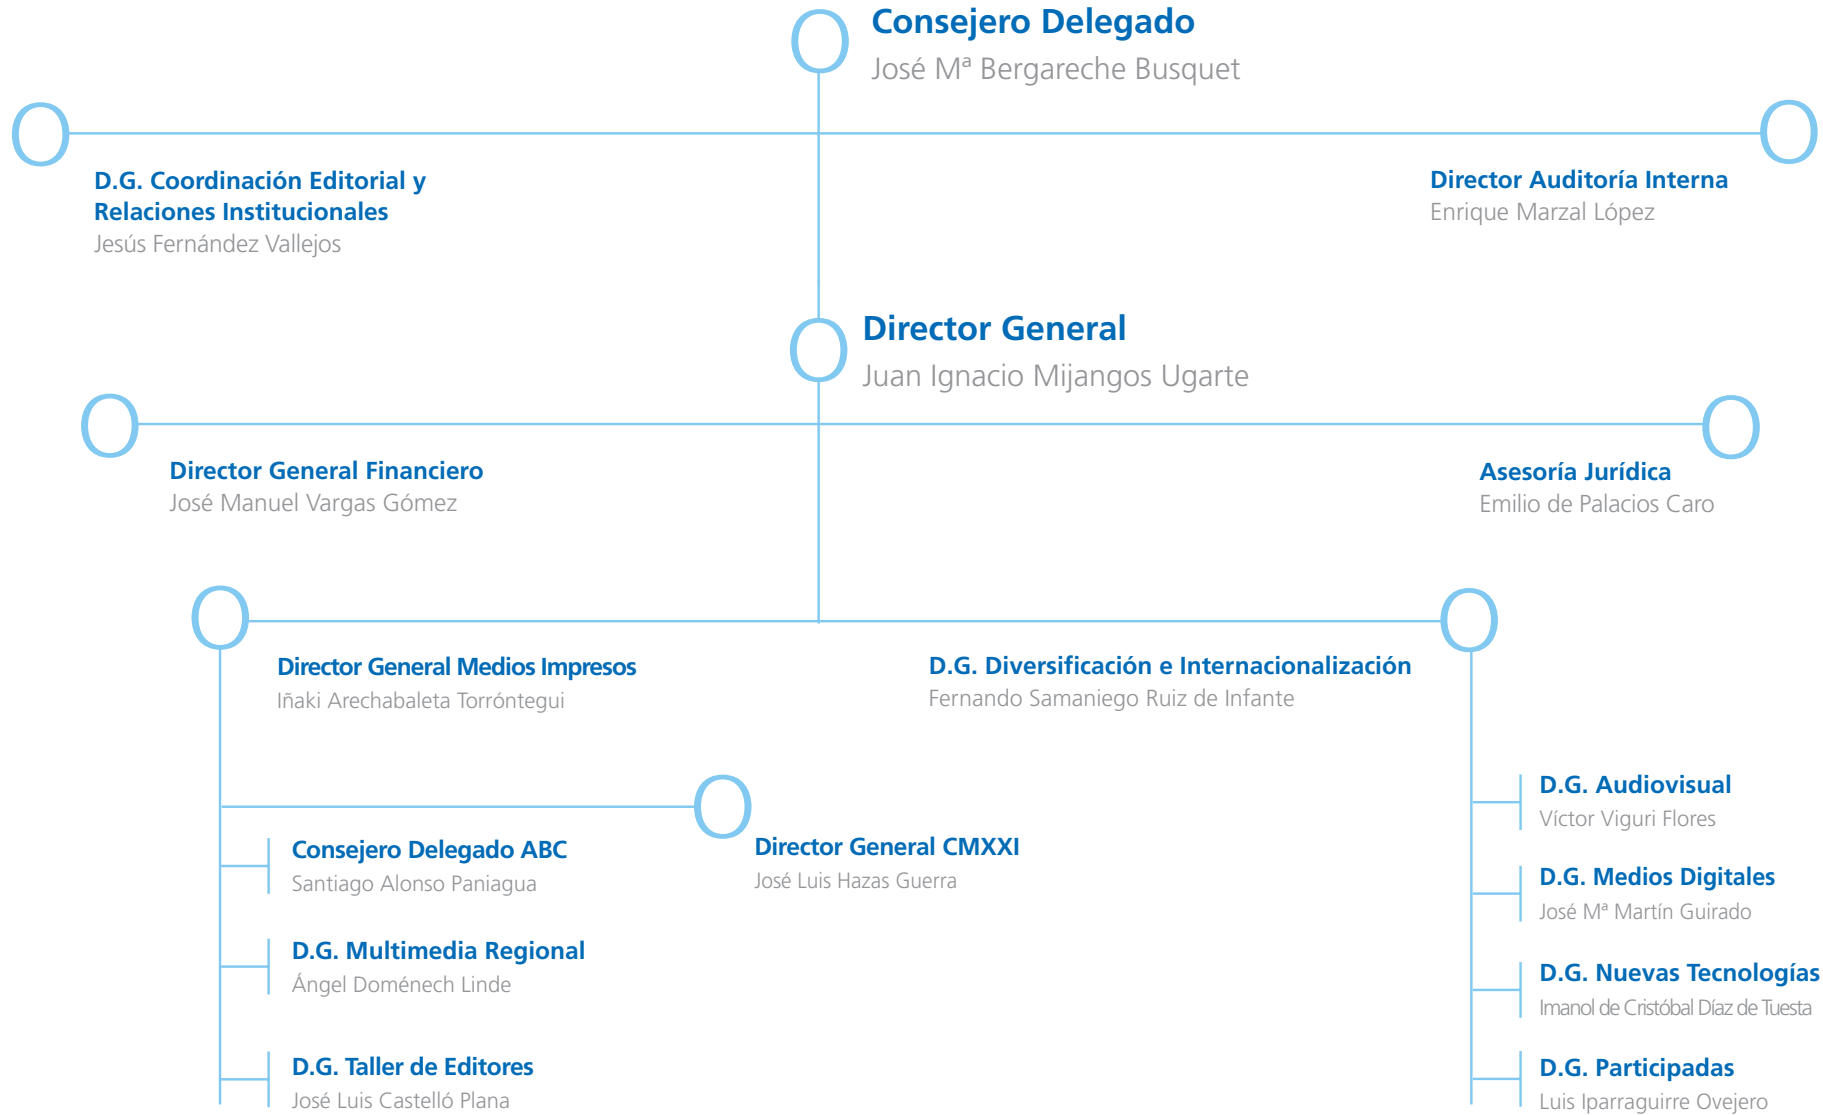 Consejero Delegado
José Mª Bergareche Busquet
D.G. Coordinación Editorial y
Relaciones Institucionales
Jesús Fernández Vallejos
Director Auditoría Interna
Enrique Marzal López
Director General
Juan Ignacio Mijangos Ugarte
Director General Financiero
José Manuel Vargas Gómez
Asesoría Jurídica
Emilio de Palacios Caro
Director General Medios Impresos
Iñaki Arechabaleta Torróntegui
D.G. Diversificación e Internacionalización
Fernando Samaniego Ruiz de Infante
Consejero Delegado ABC
Santiago Alonso Paniagua
Director General CMXXI
José Luis Hazas Guerra
D.G. Multimedia Regional
Ángel Doménech Linde
D.G. Taller de Editores
José Luis Castelló Plana
D.G. Audiovisual
Víctor Viguri Flores
D.G. Medios Digitales
José Mª Martín Guirado
D.G. Nuevas Tecnologías
Imanol de Cristóbal Díaz de Tuesta
D.G. Participadas
Luis Iparraguirre Ovejero